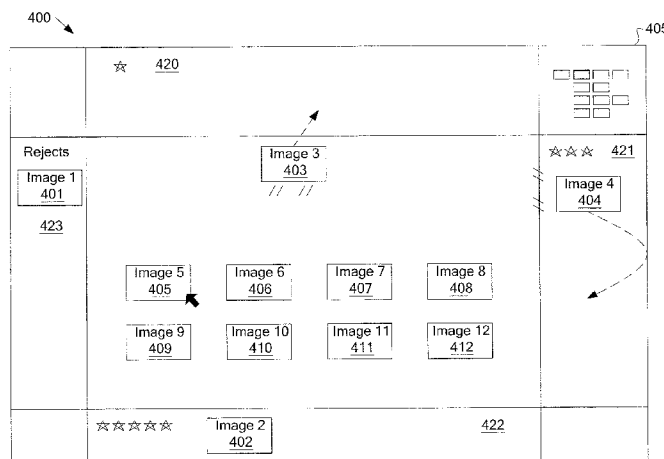 400
405
420
Rejects
421
Image 3
403
Image 1
401
Image 4
404
423
Image 5
405
Image 6
406
Image 7
407
Image 8
408
Image 9
409
Image 10
410
Image 11
411
Image 12
412
Image 2
402
422